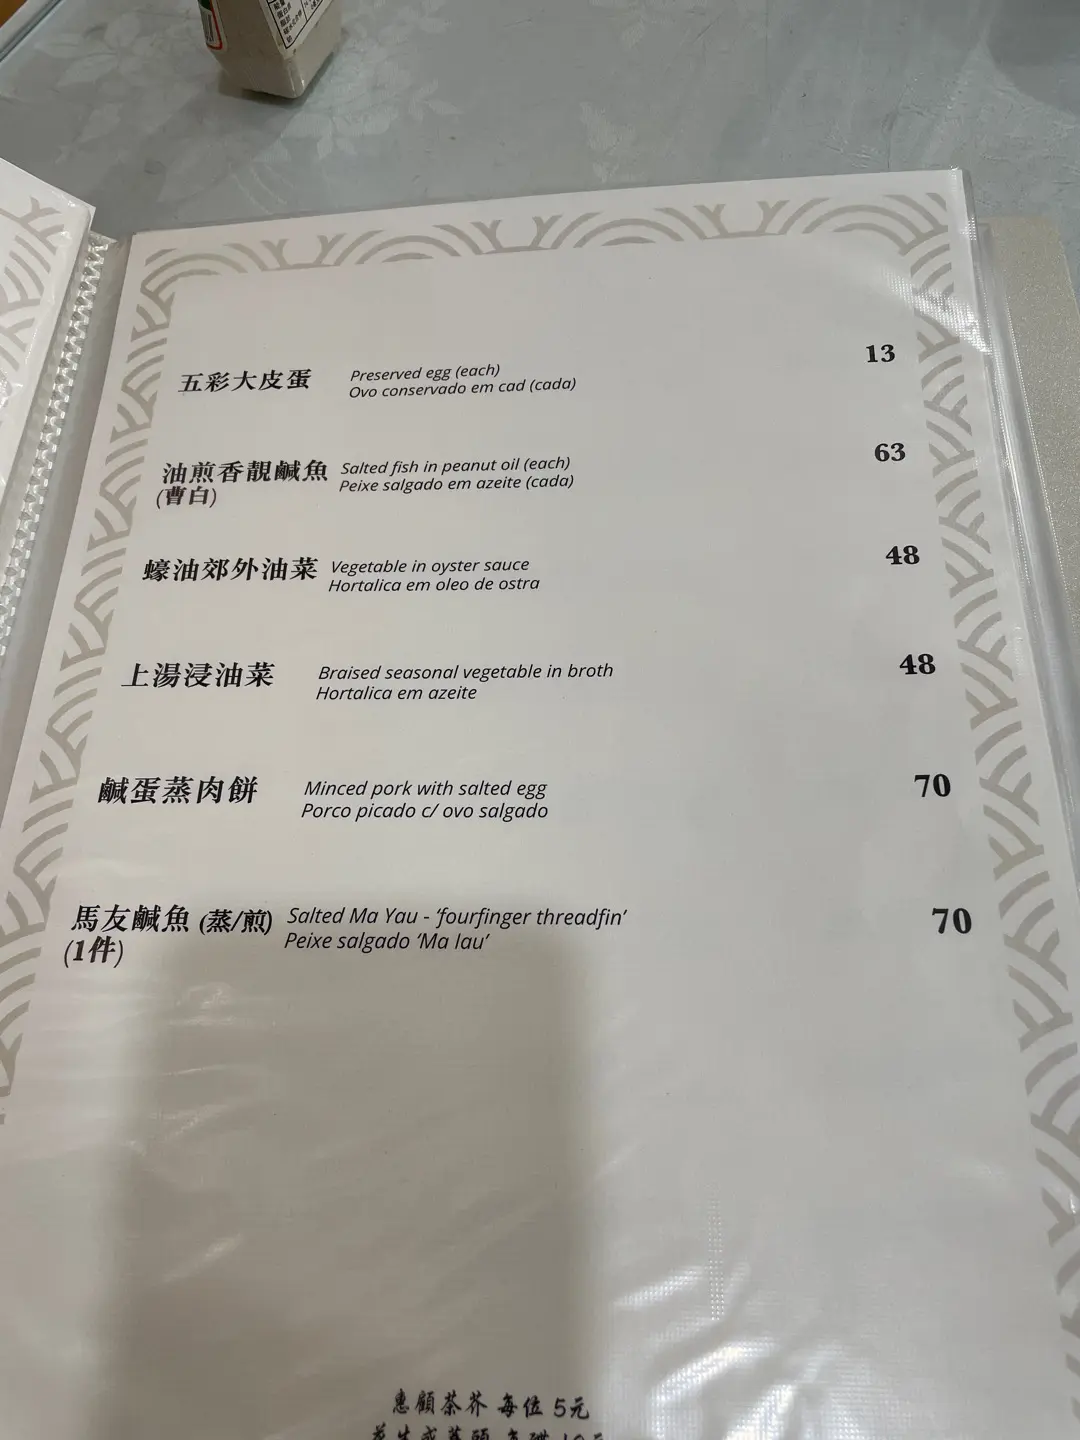 五彩大皮蛋
Preserved egg (each)
Ovo conservado em cad (cada)
13
油煎香靚鹹魚
(曹白)
Salted fish in peanut oil (each)
Peixe salgado em azeite (cada)
63
蠔油郊外油菜
Vegetable in oyster sauce
Hortalica em oleo de ostra
48
上湯浸油菜
Braised seasonal vegetable in broth
Hortalica em azeite
48
鹹蛋蒸肉餅
Minced pork with salted egg
Porco picado c/ ovo salgado
70
馬友鹹魚 (蒸/煎)
(1件)
Salted Ma Yau - ‘fourfinger threadfin’
Peixe salgado ‘Ma lau’
70
惠顧茶芥 每位 5元